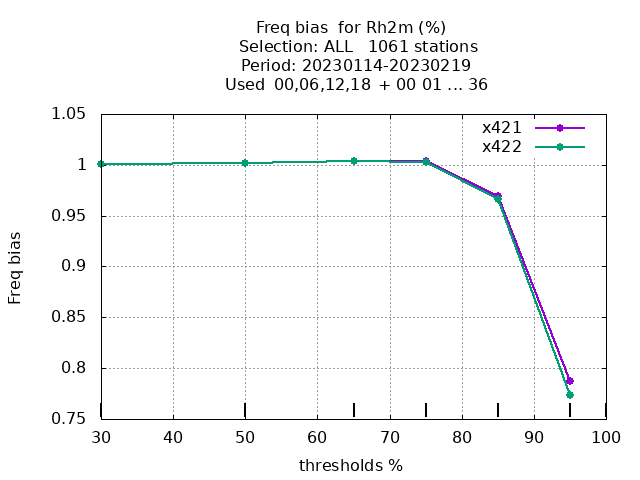 Freq bias  for Rh2m (%)
Selection: ALL   1061 stations
Period: 20230114-20230219
Used  00,06,12,18  + 00 01 ... 36
x421
x422
1.05
1
0.95
0.9
0.85
0.8
0.75
Freq bias
30 40 50 60 70 80 90 100
thresholds %